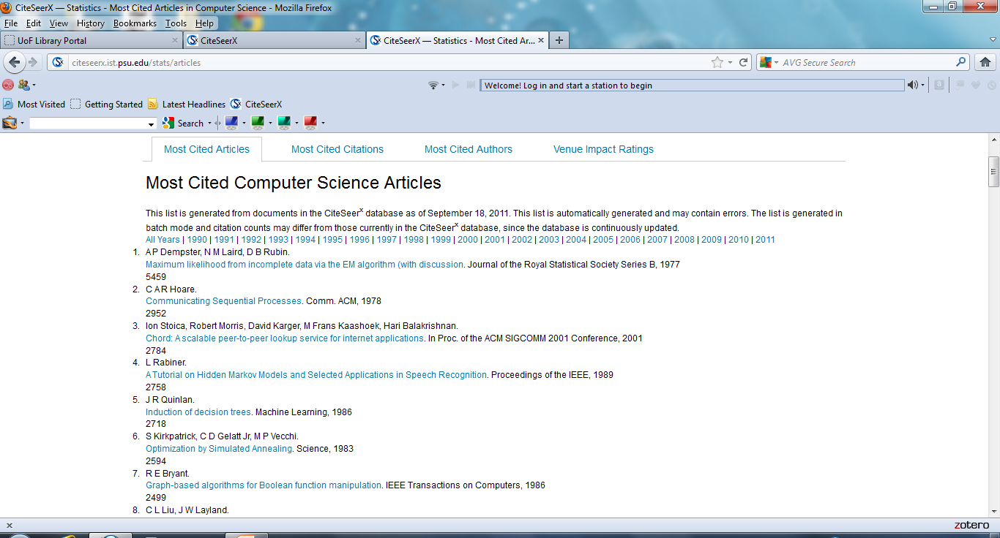 CiteSeerX — Statistics - Most Cited Articles in Computer Science - Mozilla Firefox
File Edit View History Bookmarks Tools Help
UoF Library Portal CiteSeerX CiteSeerX — Statistics - Most Cited Ar...
citeseerx.ist.psu.edu/stats/articles AVG Secure Search
Welcome! Log in and start a station to begin
Most Visited Getting Started Latest Headlines CiteSeerX
Search
Most Cited Articles Most Cited Citations Most Cited Authors Venue Impact Ratings
Most Cited Computer Science Articles
This list is generated from documents in the CiteSeerx database as of September 18, 2011. This list is automatically generated and may contain errors. The list is generated in
batch mode and citation counts may differ from those currently in the CiteSeerx database, since the database is continuously updated.
All Years | 1990 | 1991 | 1992 | 1993 | 1994 | 1995 | 1996 | 1997 | 1998 | 1999 | 2000 | 2001 | 2002 | 2003 | 2004 | 2005 | 2006 | 2007 | 2008 | 2009 | 2010 | 2011
1. A P Dempster, N M Laird, D B Rubin.
Maximum likelihood from incomplete data via the EM algorithm (with discussion. Journal of the Royal Statistical Society Series B, 1977
5459
2. C A R Hoare.
Communicating Sequential Processes. Comm. ACM, 1978
2952
3. Ion Stoica, Robert Morris, David Karger, M Frans Kaashoek, Hari Balakrishnan.
Chord: A scalable peer-to-peer lookup service for internet applications. In Proc. of the ACM SIGCOMM 2001 Conference, 2001
2784
4. L Rabiner.
A Tutorial on Hidden Markov Models and Selected Applications in Speech Recognition. Proceedings of the IEEE, 1989
2758
5. J R Quinlan.
Induction of decision trees. Machine Learning, 1986
2718
6. S Kirkpatrick, C D Gelatt Jr, M P Vecchi.
Optimization by Simulated Annealing. Science, 1983
2594
7. R E Bryant.
Graph-based algorithms for Boolean function manipulation. IEEE Transactions on Computers, 1986
2499
8. C L Liu, J W Layland.
zotero